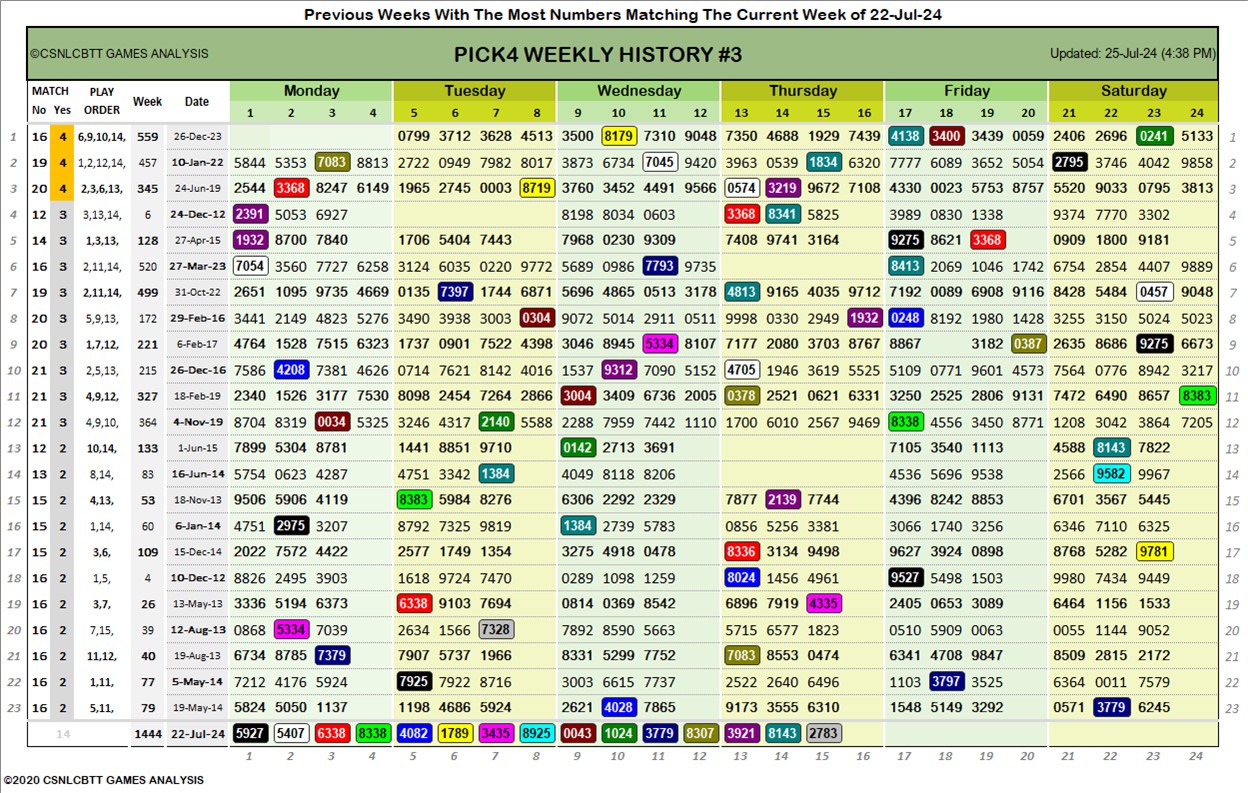 Previous Weeks With The Most Numbers Matching The Current Week of 22-Jul-24
©CSNLCBTT GAMES ANALYSIS PICK4 WEEKLY HISTORY #3 Updated: 25-Jul-24 (4:38 PM)
MATCH PLAY Week Date Monday Tuesday Wednesday Thursday Friday Saturday
No Yes ORDER 1 2 3 4 5 6 7 8 9 10 11 12 13 14 15 16 17 18 19 20 21 22 23 24
1 16 4 6,9,10,14, 559 26-Dec-23 0799 3712 3628 4513 3500 8179 7310 9048 7350 4688 1929 7439 4138 3400 3439 0059 2406 2696 0241 5133 1
2 19 4 1,2,12,14, 457 10-Jan-22 5844 5353 7083 8813 2722 0949 7982 8017 3873 6734 7045 9420 3963 0539 1834 6320 7777 6089 3652 5054 2795 3746 4042 9858 2
3 20 4 2,3,6,13, 345 24-Jun-19 2544 3368 8247 6149 1965 2745 0003 8719 3760 3452 4491 9566 0574 3219 9672 7108 4330 0023 5753 8757 5520 9033 0795 3813 3
4 12 3 3,13,14, 6 24-Dec-12 2391 5053 6927 8198 8034 0603 3368 8341 5825 3989 0830 1338 9374 7770 3302 4
5 14 3 1,3,13, 128 27-Apr-15 1932 8700 7840 1706 5404 7443 7968 0230 9309 7408 9741 3164 9275 8621 3368 0909 1800 9181 5
6 16 3 2,11,14, 520 27-Mar-23 7054 3560 7727 6258 3124 6035 0220 9772 5689 0986 7793 9735 8413 2069 1046 1742 6754 2854 4407 9889 6
7 19 3 2,11,14, 499 31-Oct-22 2651 1095 9735 4669 0135 7397 1744 6871 5696 4865 0513 3178 4813 9165 4035 9712 7192 0089 6908 9116 8428 5484 0457 9048 7
8 20 3 5,9,13, 172 29-Feb-16 3441 2149 4823 5276 3490 3938 3003 0304 9072 5014 2911 0511 9998 0330 2949 1932 0248 8192 1980 1428 3255 3150 5024 5023 8
9 20 3 1,7,12, 221 6-Feb-17 4764 1528 7515 6323 1737 0901 7522 4398 3046 8945 5334 8107 7177 2080 3703 8767 8867 3182 0387 2635 8686 9275 6673 9
10 21 3 2,5,13, 215 26-Dec-16 7586 4208 7381 4626 0714 7621 8142 4016 1537 9312 7090 5152 4705 1946 3619 5525 5109 0771 9601 4573 7564 0776 8942 3217 10
11 21 3 4,9,12, 327 18-Feb-19 2340 1526 3177 7530 8098 2454 7264 2866 3004 3409 6736 2005 0378 2521 0621 6331 3250 2525 2806 9131 7472 6490 8657 8383 11
12 21 3 4,9,10, 364 4-Nov-19 8704 8319 0034 5325 3246 4317 2140 5588 2288 7959 7442 1110 1700 6010 2567 9469 8338 4556 3450 8771 1208 3042 3864 7205 12
13 12 2 10,14, 133 1-Jun-15 7899 5304 8781 1441 8851 9710 0142 2713 3691 7105 3540 1113 4588 8143 7822 13
14 13 2 8,14, 83 16-Jun-14 5754 0623 4287 4751 3342 1384 4049 8118 8206 4536 5696 9538 2566 9582 9967 14
15 15 2 4,13, 53 18-Nov-13 9506 5906 4119 8383 5984 8276 6306 2292 2329 7877 2139 7744 4396 8242 8853 6701 3567 5445 15
16 15 2 1,14, 60 6-Jan-14 4751 2975 3207 8792 7325 9819 1384 2739 5783 0856 5256 3381 3066 1740 3256 6346 7110 6325 16
17 15 2 3,6, 109 15-Dec-14 2022 7572 4422 2577 1749 1354 3275 4918 0478 8336 3134 9498 9627 3924 0898 8768 5282 9781 17
18 16 2 1,5, 4 10-Dec-12 8826 2495 3903 1618 9724 7470 0289 1098 1259 8024 1456 4961 9527 5498 1503 9980 7434 9449 18
19 16 2 3,7, 26 13-May-13 3336 5194 6373 6338 9103 7694 0814 0369 8542 6896 7919 4335 2405 0653 3089 6464 1156 1533 19
20 16 2 7,15, 39 12-Aug-13 0868 5334 7039 2634 1566 7328 7892 8590 5663 5715 6577 1823 0510 5909 0063 0055 1144 9052 20
21 16 2 11,12, 40 19-Aug-13 6734 8785 7379 7907 5737 1966 8331 5299 7752 7083 8553 0474 6341 4708 9847 8509 2815 2172 21
22 16 2 1,11, 77 5-May-14 7212 4176 5924 7925 7922 8716 3003 6615 7737 2522 2640 6496 1103 3797 3525 6364 0011 7579 22
23 16 2 5,11, 79 19-May-14 5824 5050 1137 1198 4686 5924 2621 4028 7865 9173 3555 6310 1548 5149 3292 0571 3779 6245 23
14 1444 22-Jul-24 5927 5407 6338 8338 4082 1789 3435 8925 0043 1024 3779 8307 3921 8143 2783
1 2 3 4 5 6 7 8 9 10 11 12 13 14 15 16 17 18 19 20 21 22 23 24
©2020 CSNLCBTT GAMES ANALYSIS